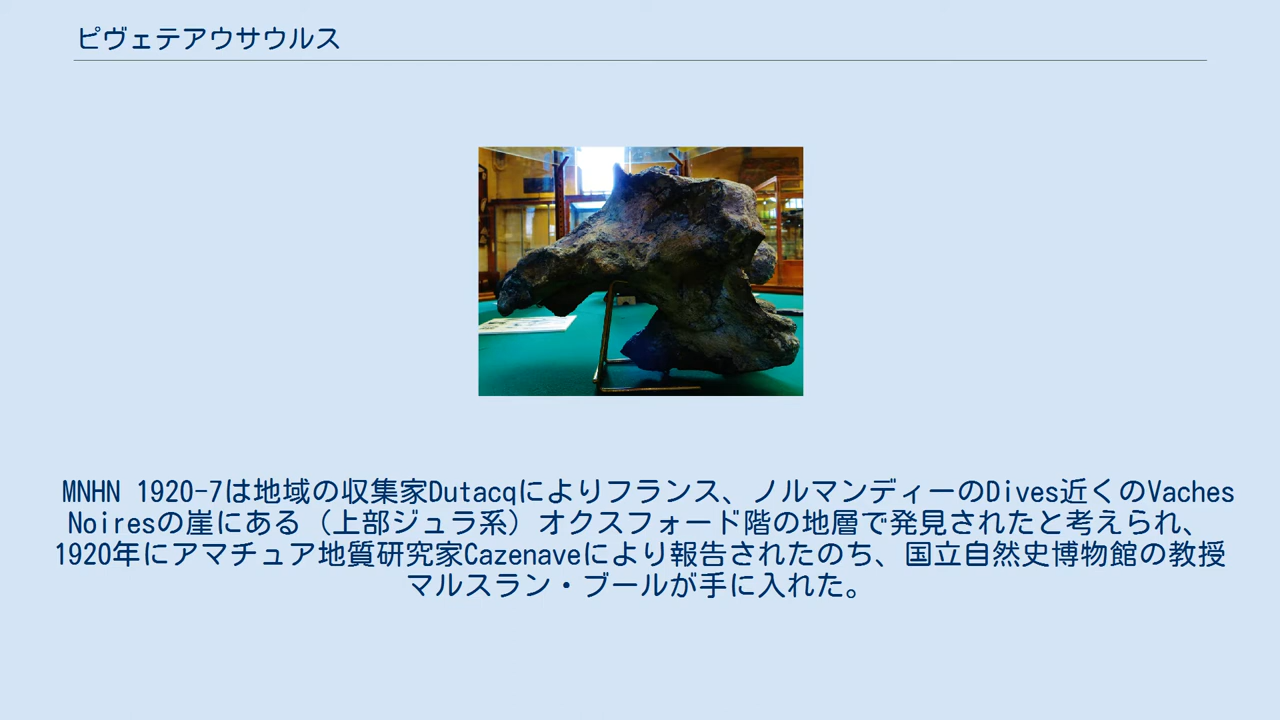 ピヴェテアウサウルス
MNHN 1920-7は地域の収集家Dutacqによりフランス、ノルマンディーのDives近くのVaches
Noiresの崖にある（上部ジュラ系）オクスフォード階の地層で発見されたと考えられ、
1920年にアマチュア地質研究家Cazenaveにより報告されたのち、国立自然史博物館の教授
マルスラン・ブールが手に入れた。